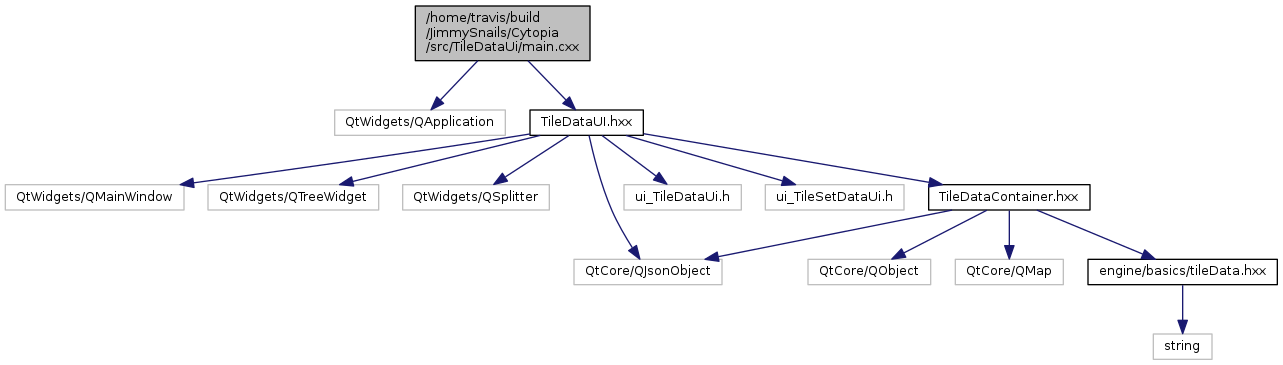 /home/travis/build
/JimmySnails/Cytopia
/src/TileDataUi/main.cxx
QtWidgets/QApplication
TileDataUI.hxx
QtWidgets/QMainWindow
QtWidgets/QTreeWidget
QtWidgets/QSplitter
ui_TileDataUi.h
ui_TileSetDataUi.h
TileDataContainer.hxx
QtCore/QJsonObject
QtCore/QObject
QtCore/QMap
engine/basics/tileData.hxx
string